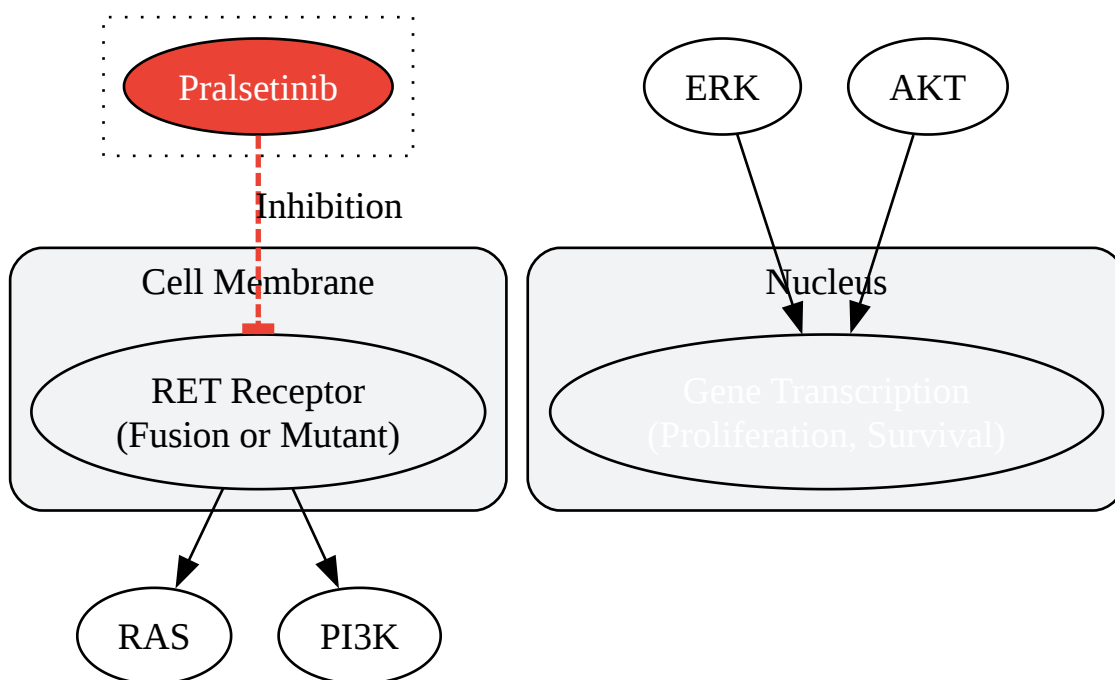 Pralsetinib
ERK
AKT
Inhibition
Cell Membrane
Nucleus
RET Receptor
(Fusion or Mutant)
Gene Transcription
(Proliferation, Survival)
RAS
PI3K